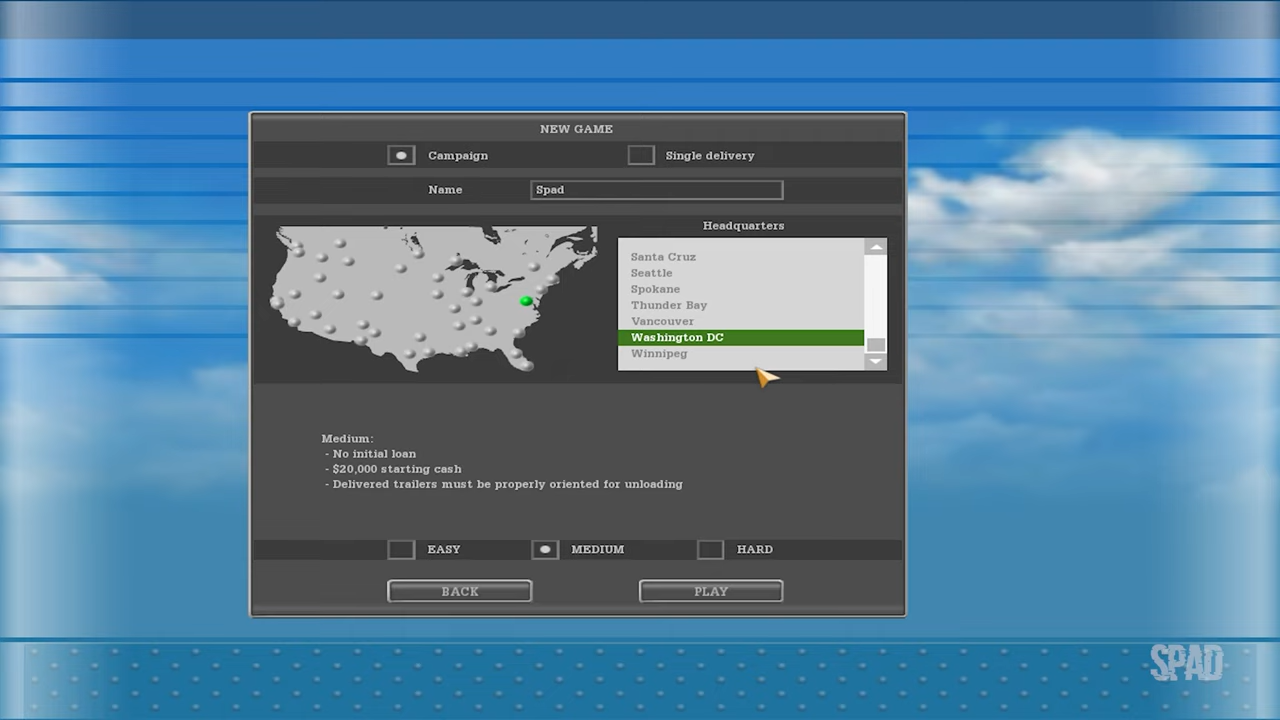 NEW GAME
Campaign
Single delivery
Name
Spad
Headquarters
Santa Cruz
Seattle
Spokane
Thunder Bay
Vancouver
Washington DC
Winnipeg
Medium:
- No initial loan
- $20,000 starting cash
- Delivered trailers must be properly oriented for unloading
EASY
MEDIUM
HARD
BACK
PLAY
SPAD